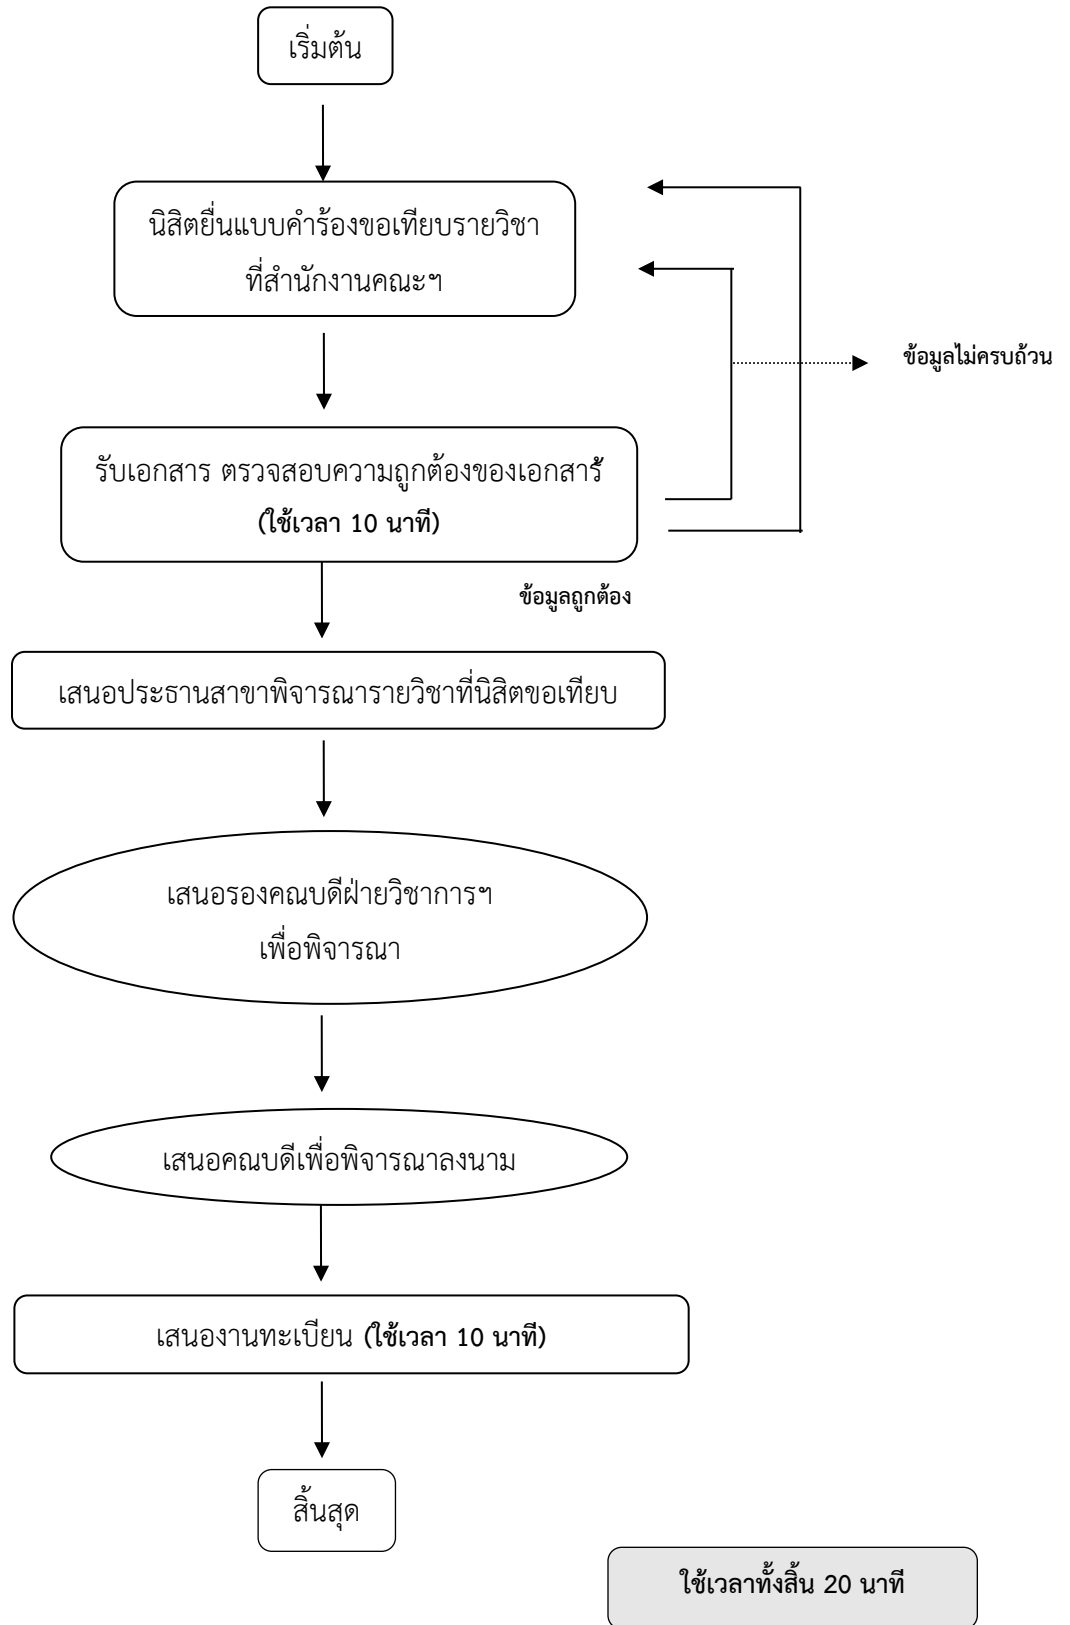 เริ่มต้น
นิสิตยื่นแบบคำร้องขอเทียบรายวิชา
ที่สำนักงานคณะฯ
ข้อมูลไม่ครบถ้วน
รับเอกสาร ตรวจสอบความถูกต้องของเอกสาร้
(ใช้เวลา 10 นาที)
ข้อมูลถูกต้อง
เสนอประธานสาขาพิจารณารายวิชาที่นิสิตขอเทียบ
เสนอรองคณบดีฝ่ายวิชาการฯ
เพื่อพิจารณา
เสนอคณบดีเพื่อพิจารณาลงนาม
เสนองานทะเบียน (ใช้เวลา 10 นาที)
สิ้นสุด
ใช้เวลาทั้งสิ้น 20 นาที